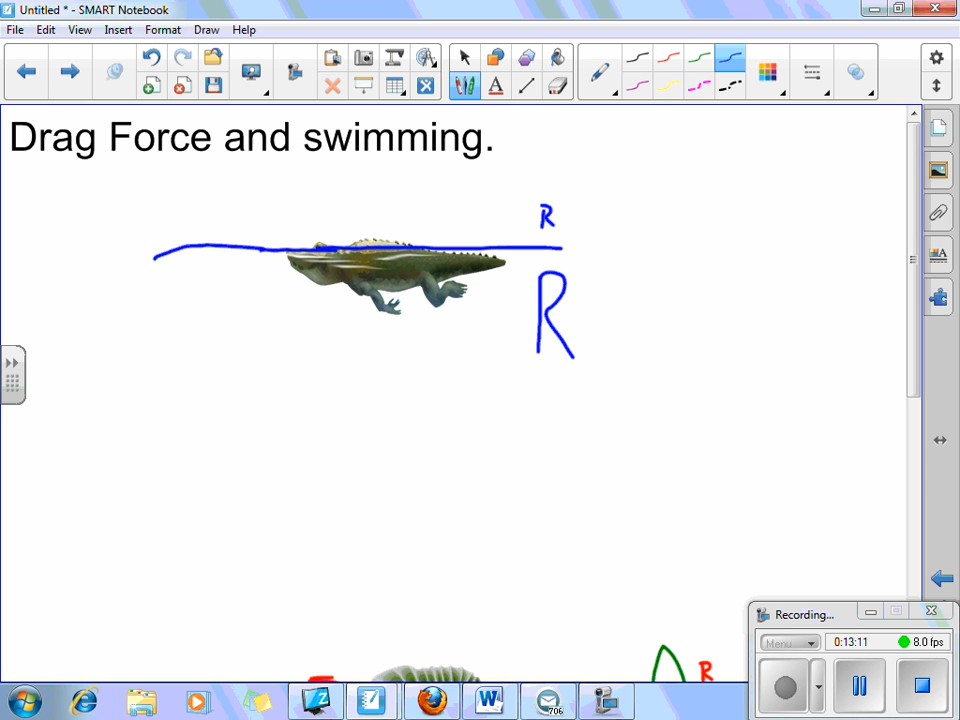 Untitled * - SMART Notebook
File Edit View Insert Format Draw Help
Drag Force and swimming.
R
R
R
Recording...
Menu
0:13:11
8.0 fps
706